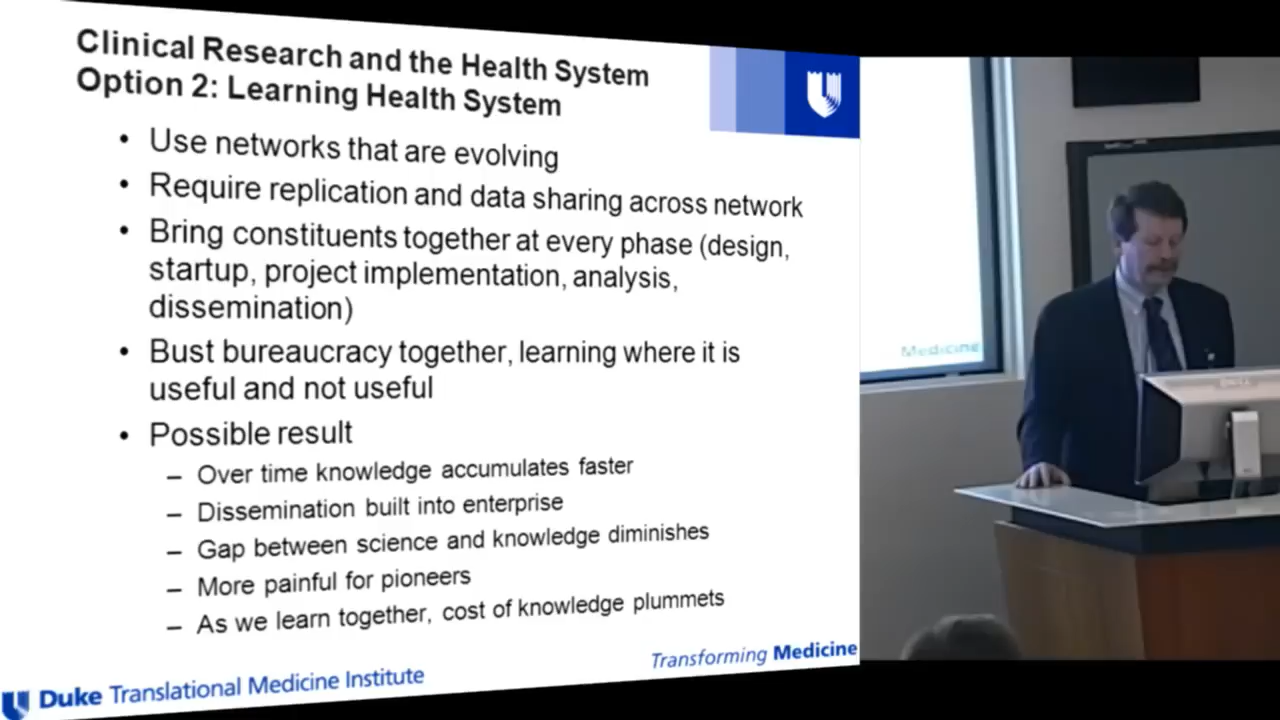 Clinical Research and the Health System
Option 2: Learning Health System
• Use networks that are evolving
• Require replication and data sharing across network
• Bring constituents together at every phase (design,
startup, project implementation, analysis,
dissemination)
• Bust bureaucracy together, learning where it is
useful and not useful
• Possible result
– Over time knowledge accumulates faster
– Dissemination built into enterprise
– Gap between science and knowledge diminishes
– More painful for pioneers
– As we learn together, cost of knowledge plummets
Duke Translational Medicine Institute
Transforming Medicine
Medicine
DELL